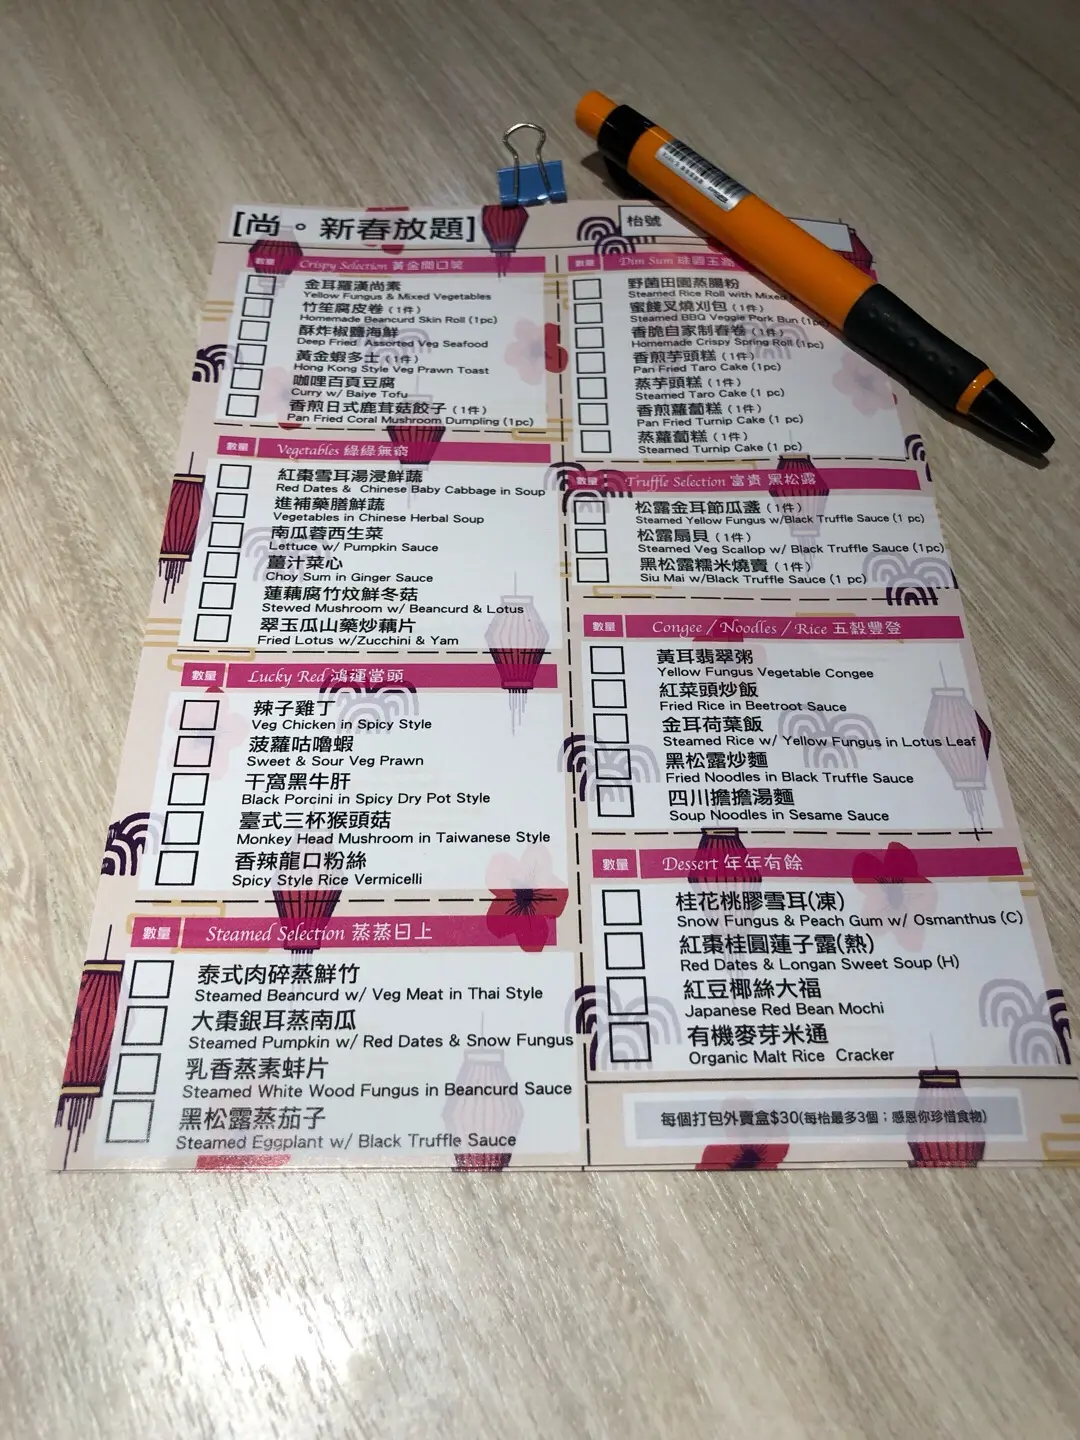 [尚。新春放題]
枱號
數量 Crispy Selection 黃金開口笑
金耳羅漢尚素
Yellow Fungus & Mixed Vegetables
竹笙腐皮卷 (1件)
Homemade Beancurd Skin Roll (1pc)
酥炸椒鹽海鮮
Deep Fried Assorted Veg Seafood
黃金蝦多士 (1件)
Hong Kong Style Veg Prawn Toast
咖哩百頁豆腐
Curry w/ Baiye Tofu
香煎日式鹿茸菇餃子 (1件)
Pan Fried Coral Mushroom Dumpling (1pc)
數量 Vegetables 綠綠無窮
紅棗雪耳湯浸鮮蔬
Red Dates & Chinese Baby Cabbage in Soup
進補藥膳鮮蔬
Vegetables in Chinese Herbal Soup
南瓜蓉西生菜
Lettuce w/ Pumpkin Sauce
薑汁菜心
Choy Sum in Ginger Sauce
蓮藕腐竹炆鮮冬菇
Stewed Mushroom w/ Beancurd & Lotus
翠玉瓜山藥炒藕片
Fried Lotus w/Zucchini & Yam
數量 Lucky Red 鴻運當頭
辣子雞丁
Veg Chicken in Spicy Style
菠蘿咕嚕蝦
Sweet & Sour Veg Prawn
干窩黑牛肝
Black Porcini in Spicy Dry Pot Style
臺式三杯猴頭菇
Monkey Head Mushroom in Taiwanese Style
香辣龍口粉絲
Spicy Style Rice Vermicelli
數量 Steamed Selection 蒸蒸日上
泰式肉碎蒸鮮竹
Steamed Beancurd w/ Veg Meat in Thai Style
大棗銀耳蒸南瓜
Steamed Pumpkin w/ Red Dates & Snow Fungus
乳香蒸素蚌片
Steamed White Wood Fungus in Beancurd Sauce
黑松露蒸茄子
Steamed Eggplant w/ Black Truffle Sauce
數量 Dim Sum
野菌田園蒸腸粉
Steamed Rice Roll with Mixed
蜜餞叉燒刈包 (1件)
Steamed BBQ Veggie Pork Bun (1pc)
香脆自家制春卷 (1件)
Homemade Crispy Spring Roll (1pc)
香煎芋頭糕 (1件)
Pan Fried Taro Cake (1pc)
蒸芋頭糕 (1件)
Steamed Taro Cake (1 pc)
香煎蘿蔔糕 (1件)
Pan Fried Turnip Cake (1 pc)
蒸蘿蔔糕 (1件)
Steamed Turnip Cake (1 pc)
數量 Truffle Selection 富貴 黑松露
松露金耳節瓜盞 (1件)
Steamed Yellow Fungus w/Black Truffle Sauce (1 pc)
松露扇貝 (1件)
Steamed Veg Scallop w/ Black Truffle Sauce (1pc)
黑松露糯米燒賣 (1件)
Siu Mai w/Black Truffle Sauce (1 pc)
數量 Congee / Noodles / Rice 五穀豐登
黃耳翡翠粥
Yellow Fungus Vegetable Congee
紅菜頭炒飯
Fried Rice in Beetroot Sauce
金耳荷葉飯
Steamed Rice w/ Yellow Fungus in Lotus Leaf
黑松露炒麵
Fried Noodles in Black Truffle Sauce
四川擔擔湯麵
Soup Noodles in Sesame Sauce
數量 Dessert 年年有餘
桂花桃膠雪耳(凍)
Snow Fungus & Peach Gum w/ Osmanthus (C)
紅棗桂圓蓮子露(熱)
Red Dates & Longan Sweet Soup (H)
紅豆椰絲大福
Japanese Red Bean Mochi
有機麥芽米通
Organic Malt Rice Cracker
每個打包外賣盒$30(每枱最多3個；感恩你珍惜食物)